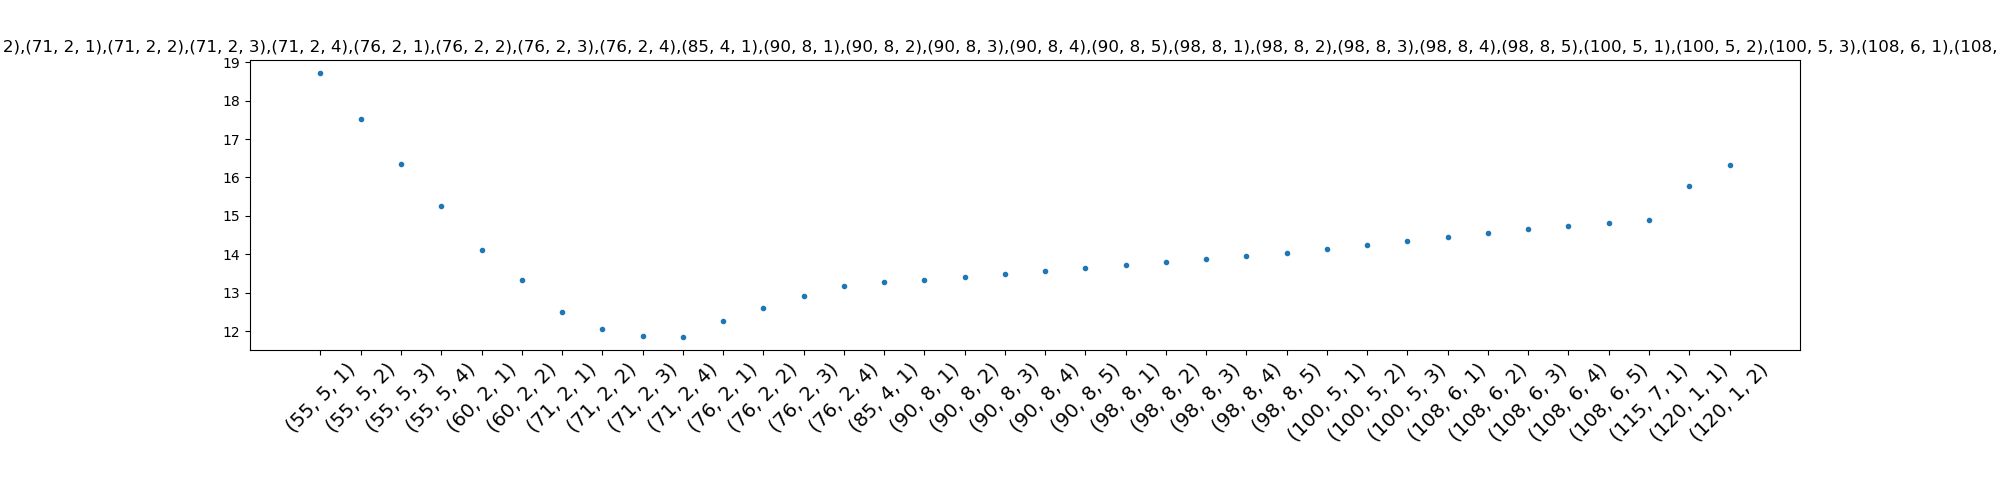 2),(71, 2, 1),(71, 2, 2),(71, 2, 3),(71, 2, 4),(76, 2, 1),(76, 2, 2),(76, 2, 3),(76, 2, 4),(85, 4, 1),(90, 8, 1),(90, 8, 2),(90, 8, 3),(90, 8, 4),(90, 8, 5),(98, 8, 1),(98, 8, 2),(98, 8, 3),(98, 8, 4),(98, 8, 5),(100, 5, 1),(100, 5, 2),(100, 5, 3),(108, 6, 1),(108,
19
18
17
16
15
14
13
12
(55, 5, 1)
(55, 5, 2)
(55, 5, 3)
(55, 5, 4)
(60, 2, 1)
(60, 2, 2)
(71, 2, 1)
(71, 2, 2)
(71, 2, 3)
(71, 2, 4)
(76, 2, 1)
(76, 2, 2)
(76, 2, 3)
(76, 2, 4)
(85, 4, 1)
(90, 8, 1)
(90, 8, 2)
(90, 8, 3)
(90, 8, 4)
(90, 8, 5)
(98, 8, 1)
(98, 8, 2)
(98, 8, 3)
(98, 8, 4)
(98, 8, 5)
(100, 5, 1)
(100, 5, 2)
(100, 5, 3)
(108, 6, 1)
(108, 6, 2)
(108, 6, 3)
(108, 6, 4)
(108, 6, 5)
(115, 7, 1)
(120, 1, 1)
(120, 1, 2)